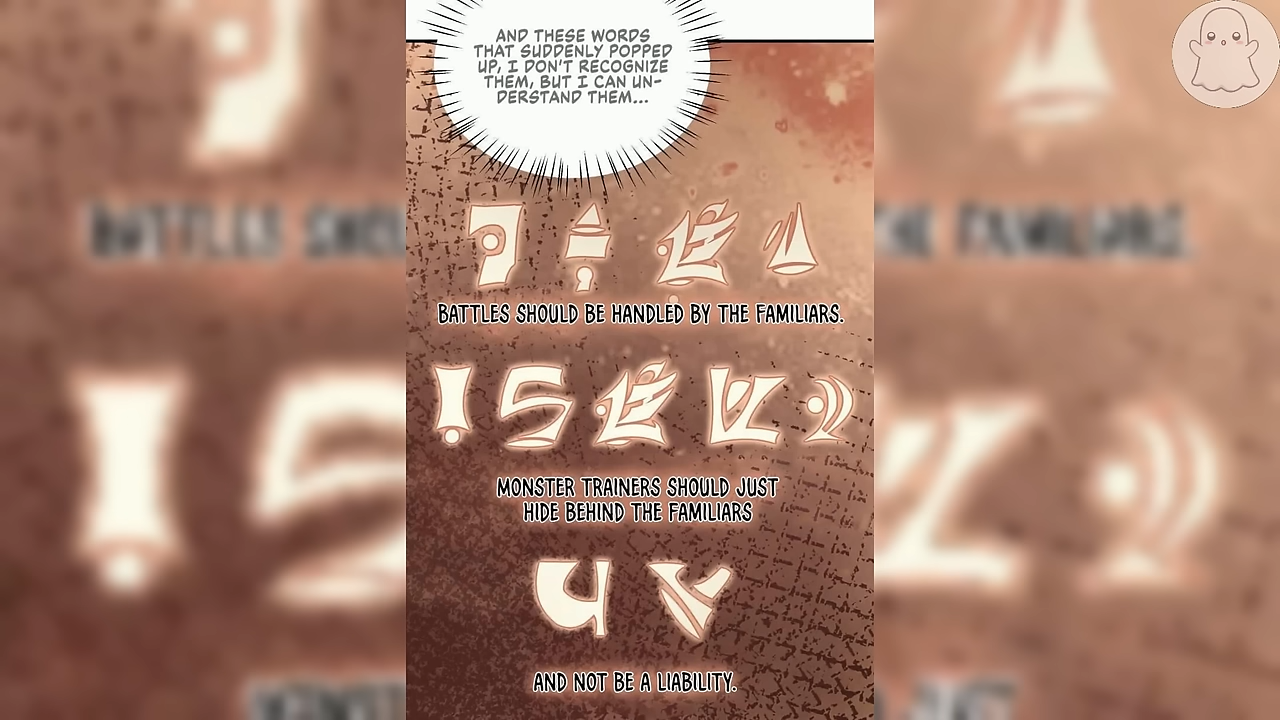 AND THESE WORDS
THAT SUDDENLY POPPED
UP, I DON'T RECOGNIZE
THEM, BUT I CAN UN-
DERSTAND THEM...
BATTLES SHOULD BE HANDLED BY THE FAMILIARS.
MONSTER TRAINERS SHOULD JUST
HIDE BEHIND THE FAMILIARS
AND NOT BE A LIABILITY.